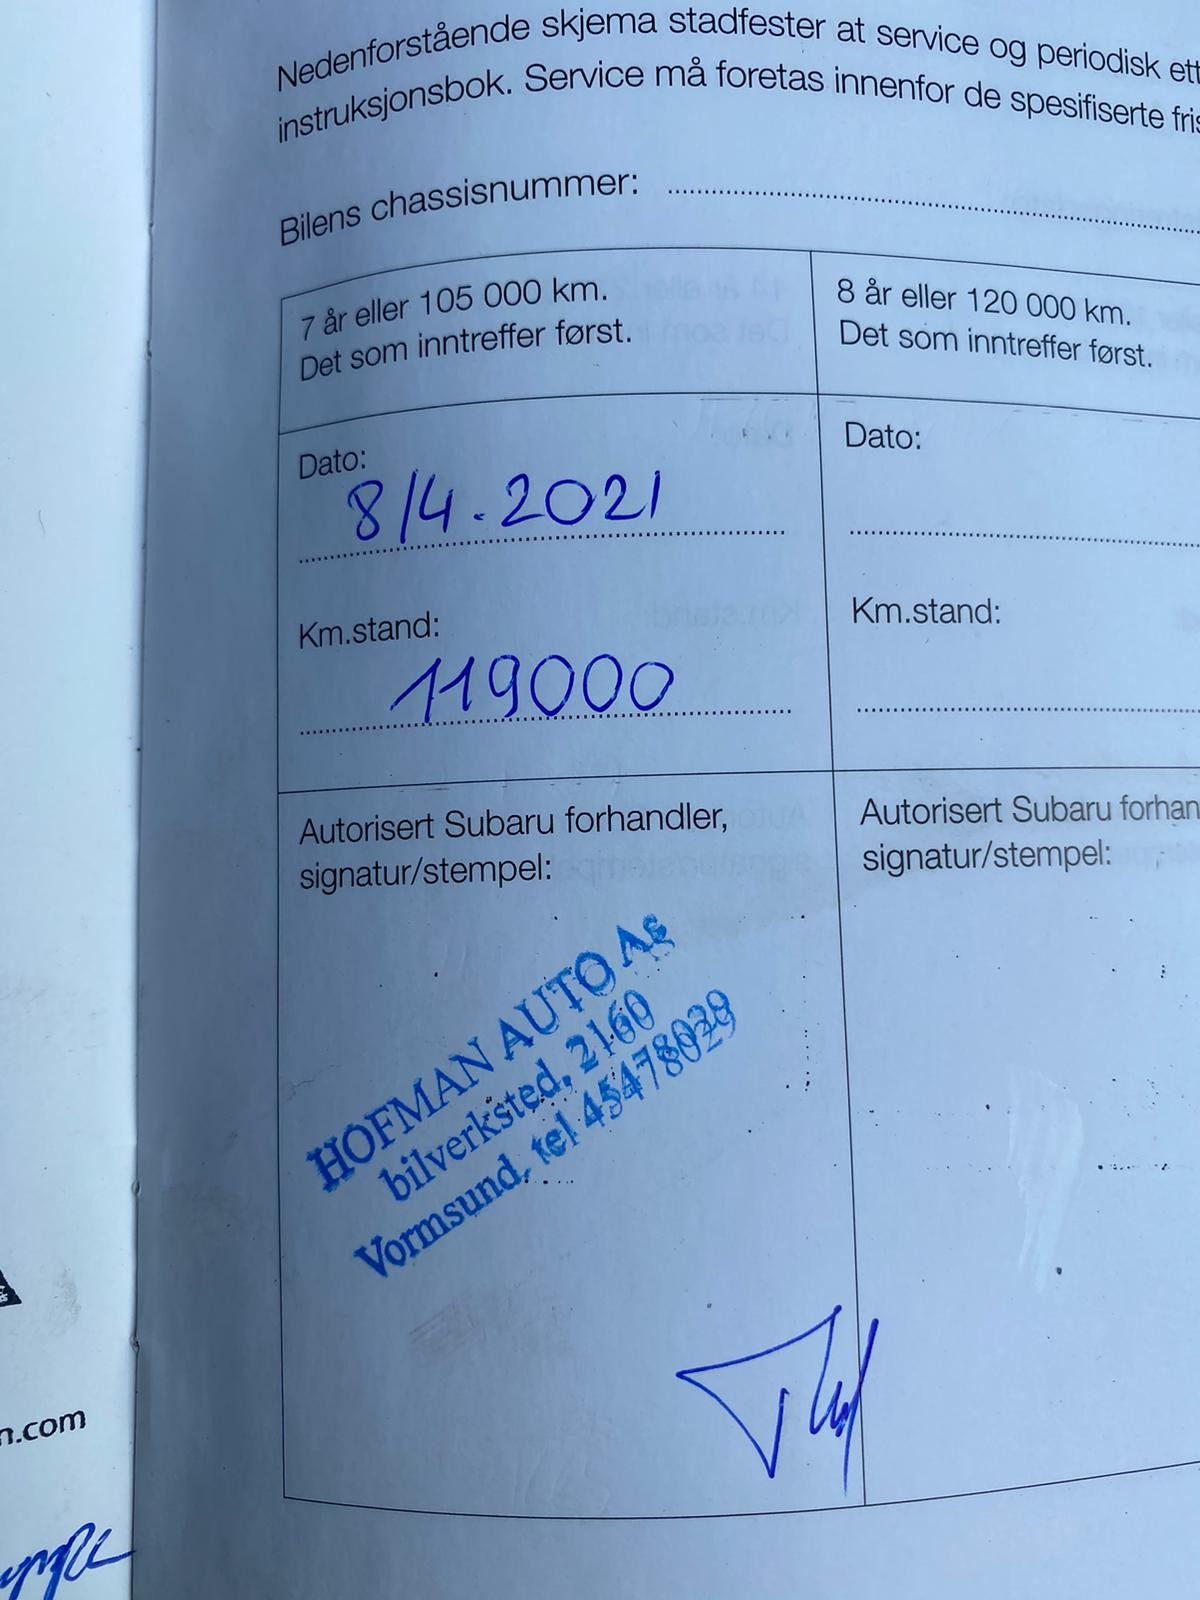 Nedenforstående skjema stadfester at service og periodisk ett
instruksjonsbok. Service må foretas innenfor de spesifiserte fris
Bilens chassisnummer:
7 år eller 105 000 km.
Det som inntreffer først.
8 år eller 120 000 km.
Det som inntreffer først.
Dato:
8/4.2021
Dato:
Km.stand:
119000
Km.stand:
Autorisert Subaru forhandler,
signatur/stempel:
Autorisert Subaru forhan
signatur/stempel:
HOFMAN AUTO As
bilverksted, 2160
Vormsund, tel 45478029
n.com